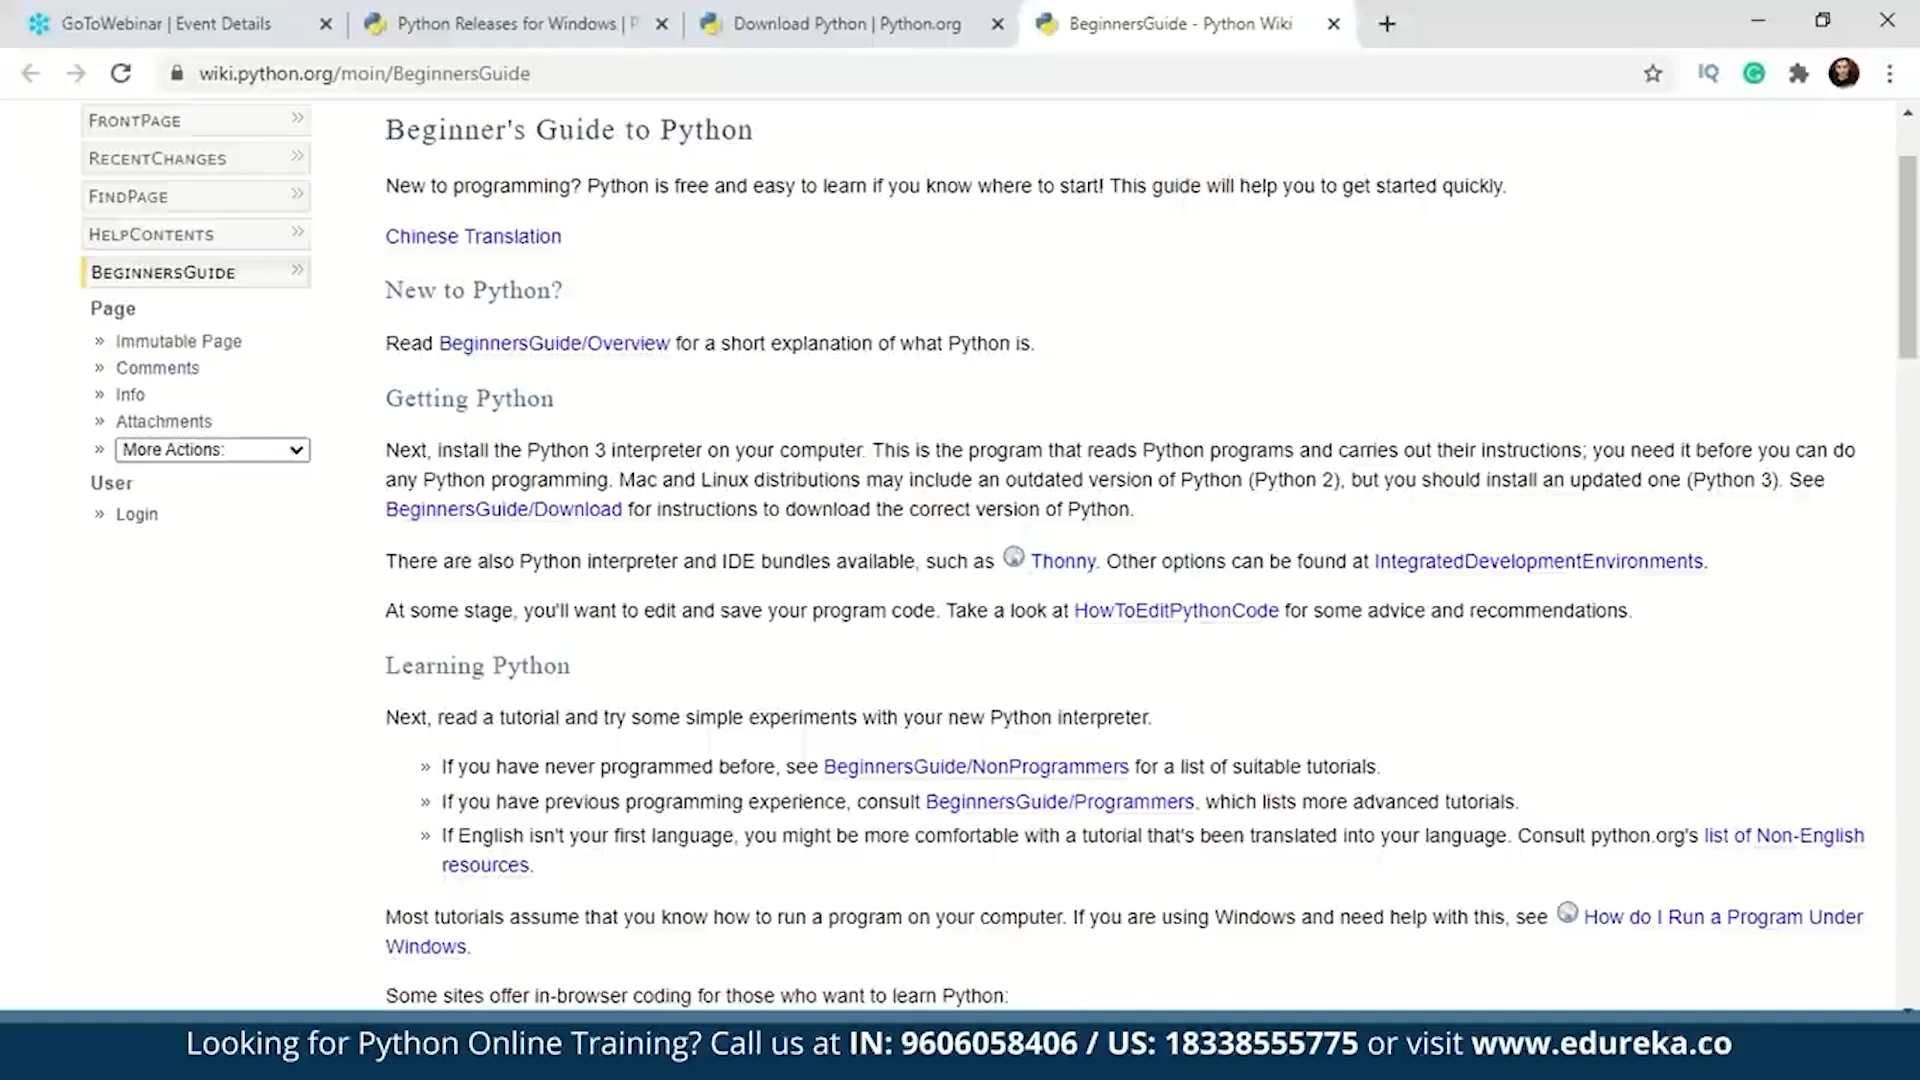 GoToWebinar | Event Details
Python Releases for Windows | P
Download Python | Python.org
BeginnersGuide - Python Wiki
wiki.python.org/moin/BeginnersGuide
IQ
FRONTPAGE
RECENTCHANGES
FINDPAGE
HELPCONTENTS
BEGINNERSGUIDE
Page
» Immutable Page
» Comments
» Info
» Attachments
» More Actions:
User
» Login
Beginner's Guide to Python
New to programming? Python is free and easy to learn if you know where to start! This guide will help you to get started quickly.
Chinese Translation
New to Python?
Read BeginnersGuide/Overview for a short explanation of what Python is.
Getting Python
Next, install the Python 3 interpreter on your computer. This is the program that reads Python programs and carries out their instructions; you need it before you can do
any Python programming. Mac and Linux distributions may include an outdated version of Python (Python 2), but you should install an updated one (Python 3). See
BeginnersGuide/Download for instructions to download the correct version of Python.
There are also Python interpreter and IDE bundles available, such as Thonny. Other options can be found at IntegratedDevelopmentEnvironments.
At some stage, you'll want to edit and save your program code. Take a look at HowToEditPythonCode for some advice and recommendations.
Learning Python
Next, read a tutorial and try some simple experiments with your new Python interpreter.
» If you have never programmed before, see BeginnersGuide/NonProgrammers for a list of suitable tutorials.
» If you have previous programming experience, consult BeginnersGuide/Programmers, which lists more advanced tutorials.
» If English isn't your first language, you might be more comfortable with a tutorial that's been translated into your language. Consult python.org's list of Non-English
resources.
Most tutorials assume that you know how to run a program on your computer. If you are using Windows and need help with this, see How do I Run a Program Under
Windows.
Some sites offer in-browser coding for those who want to learn Python:
Looking for Python Online Training? Call us at IN: 9606058406 / US: 18338555775 or visit www.edureka.co